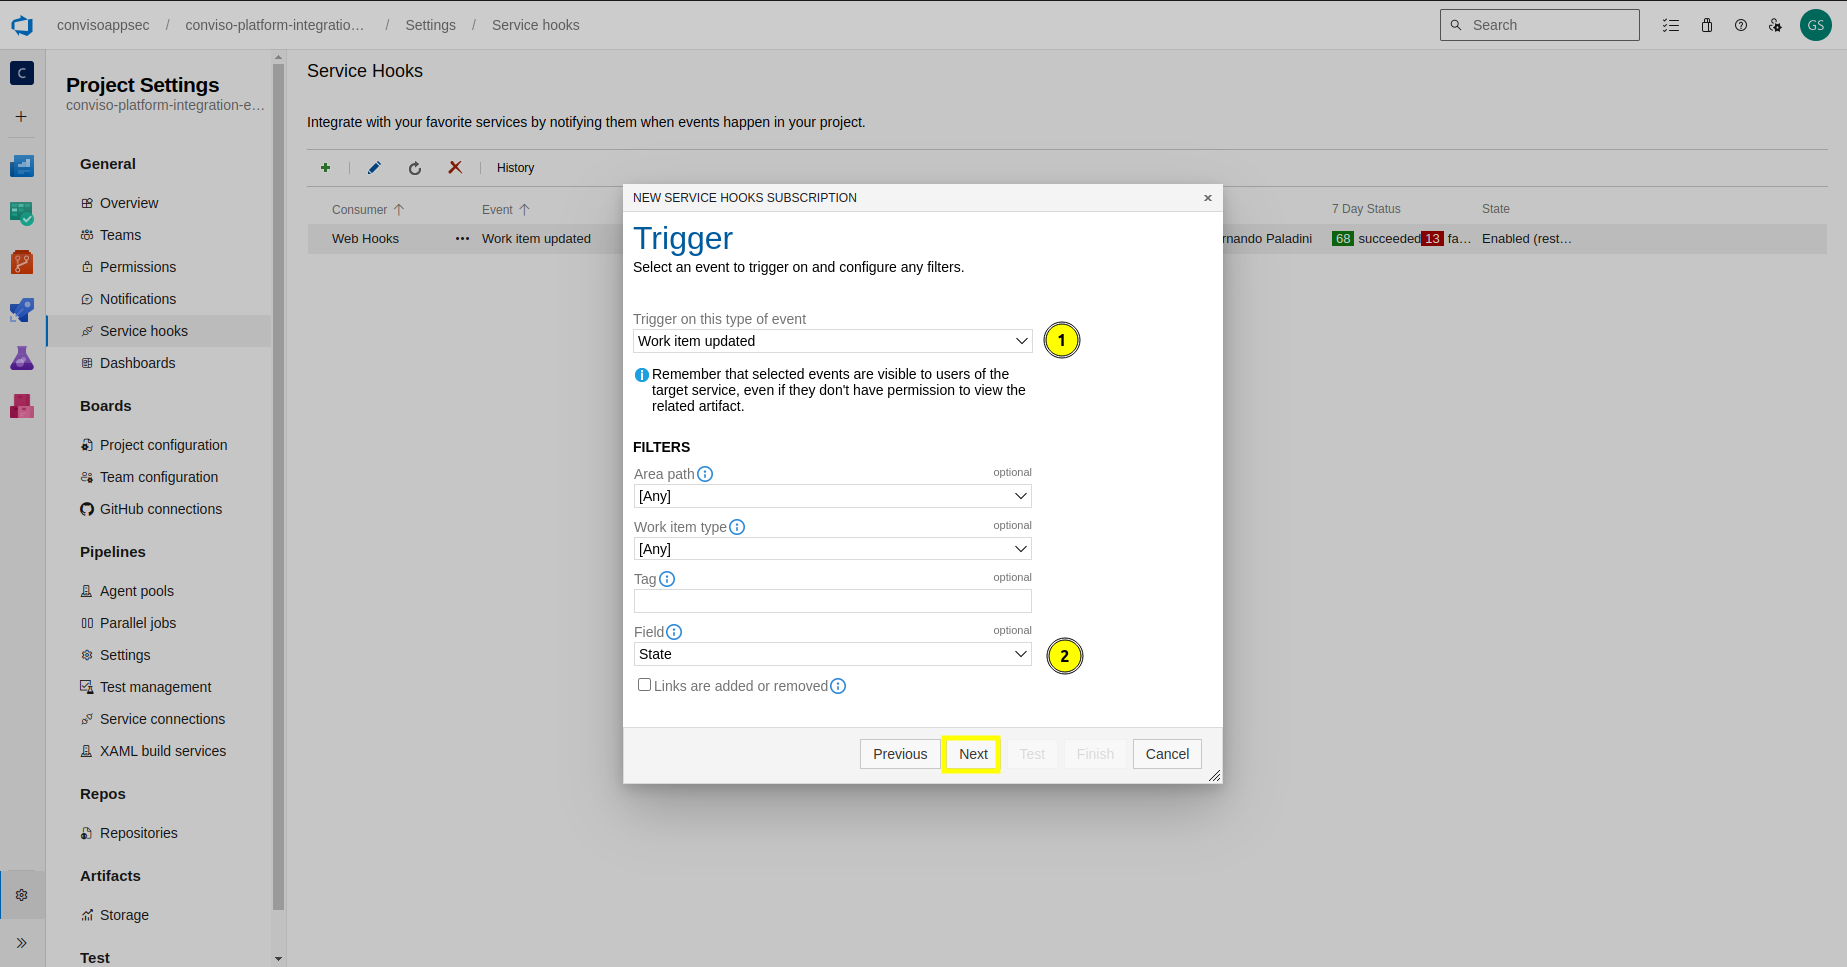 convisoappsec / conviso-platform-integratio... / Settings / Service hooks
Search
GS
C
Project Settings
conviso-platform-integration-e...
General
Overview
Teams
Permissions
Notifications
Service hooks
Dashboards
Boards
Project configuration
Team configuration
GitHub connections
Pipelines
Agent pools
Parallel jobs
Settings
Test management
Service connections
XAML build services
Repos
Repositories
Artifacts
Storage
Test
Service Hooks
Integrate with your favorite services by notifying them when events happen in your project.
History
Consumer Event 7 Day Status State
Web Hooks ... Work item updated rnando Paladini 68 succeeded 13 fa... Enabled (rest...
NEW SERVICE HOOKS SUBSCRIPTION
Trigger
Select an event to trigger on and configure any filters.
Trigger on this type of event
Work item updated
1
Remember that selected events are visible to users of the
target service, even if they don't have permission to view the
related artifact.
FILTERS
Area path optional
[Any]
Work item type optional
[Any]
Tag optional
Field optional
State
2
Links are added or removed
Previous Next Test Finish Cancel